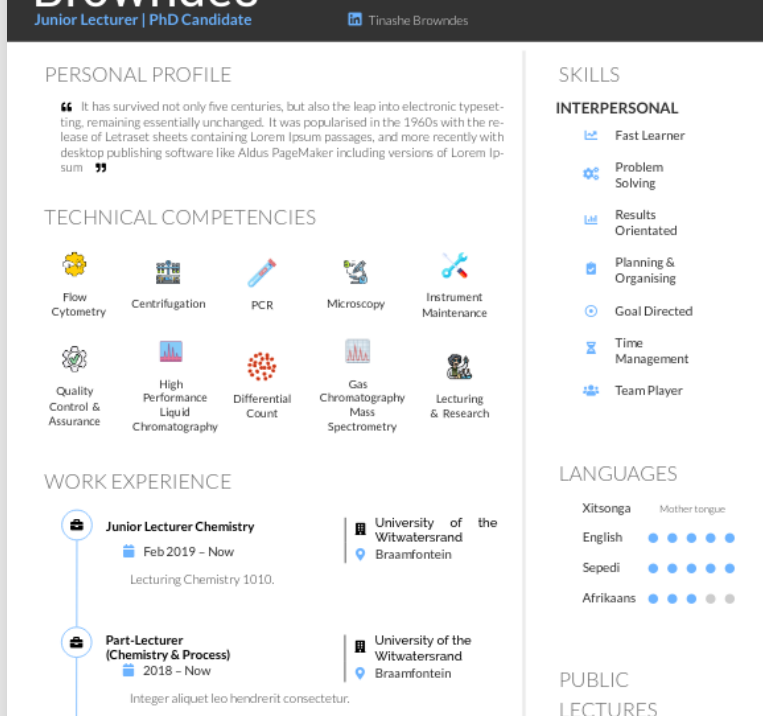 Browndes
Junior Lecturer | PhD Candidate
Tinashe Browndes
PERSONAL PROFILE
❝ It has survived not only five centuries, but also the leap into electronic typeset-
ting, remaining essentially unchanged. It was popularised in the 1960s with the re-
lease of Letraset sheets containing Lorem Ipsum passages, and more recently with
desktop publishing software like Aldus PageMaker including versions of Lorem Ip-
sum ❞
TECHNICAL COMPETENCIES
Flow
Cytometry
Centrifugation
PCR
Microscopy
Instrument
Maintenance
Quality
Control &
Assurance
High
Performance
Liquid
Chromatography
Differential
Count
Gas
Chromatography
Mass
Spectrometry
Lecturing
& Research
WORK EXPERIENCE
Junior Lecturer Chemistry
Feb 2019 – Now
University of the
Witwatersrand
Braamfontein
Lecturing Chemistry 1010.
Part-Lecturer
(Chemistry & Process)
2018 – Now
University of the
Witwatersrand
Braamfontein
Integer aliquet leo hendrerit consectetur.
SKILLS
INTERPERSONAL
Fast Learner
Problem
Solving
Results
Orientated
Planning &
Organising
Goal Directed
Time
Management
Team Player
LANGUAGES
Xitsonga Mother tongue
English
Sepedi
Afrikaans
PUBLIC
LECTURES